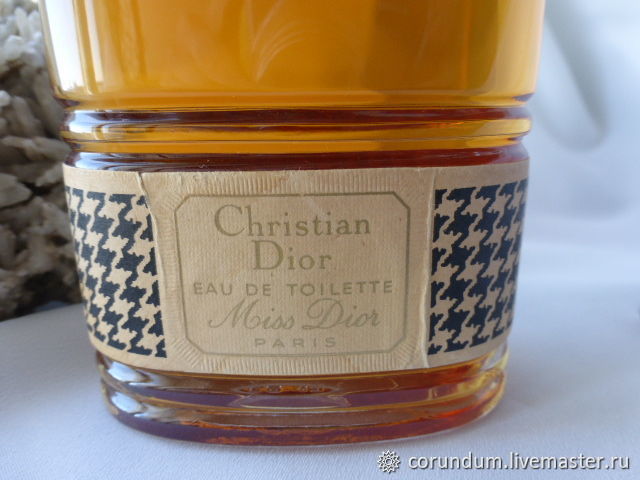 Christian
Dior
EAU DE TOILETTE
Miss Dior
PARIS
corundum.livemaster.ru